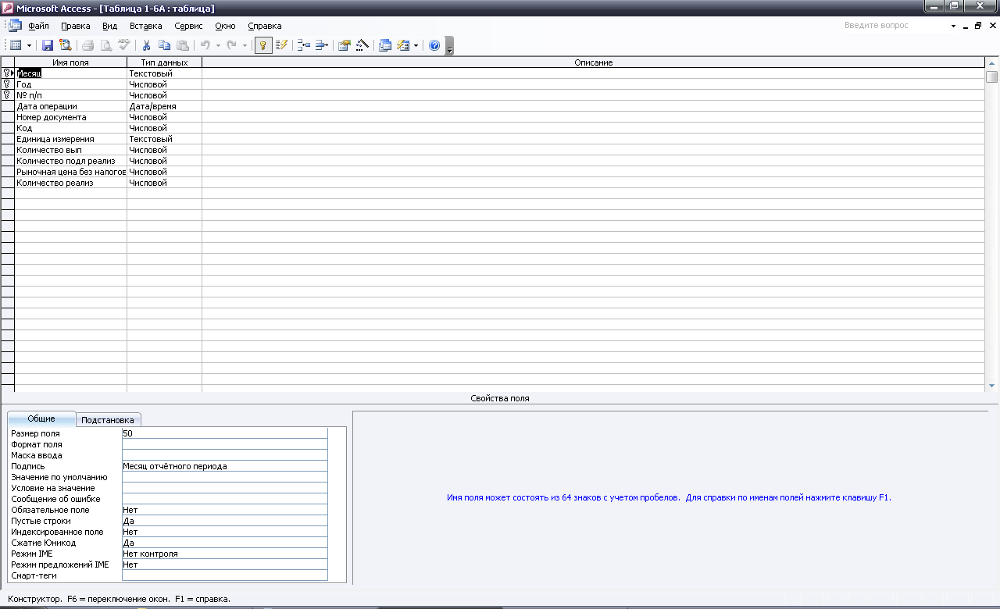 Microsoft Access - [Таблица 1-6А : таблица]
Файл Правка Вид Вставка Сервис Окно Справка Введите вопрос
Имя поля Тип данных Описание
Месяц Текстовый
Год Числовой
№ п/п Числовой
Дата операции Дата/время
Номер документа Числовой
Код Числовой
Единица измерения Текстовый
Количество вып Числовой
Количество подл реализ Числовой
Рыночная цена без налогов Числовой
Количество реализ Числовой
Свойства поля
Общие Подстановка
Размер поля 50
Формат поля
Маска ввода
Подпись Месяц отчётного периода
Значение по умолчанию
Условие на значение
Сообщение об ошибке
Обязательное поле Нет
Пустые строки Да
Индексированное поле Нет
Сжатие Юникод Да
Режим IME Нет контроля
Режим предложений IME Нет
Смарт-теги
Имя поля может состоять из 64 знаков с учетом пробелов. Для справки по именам полей нажмите клавишу F1.
Конструктор. F6 = переключение окон. F1 = справка.